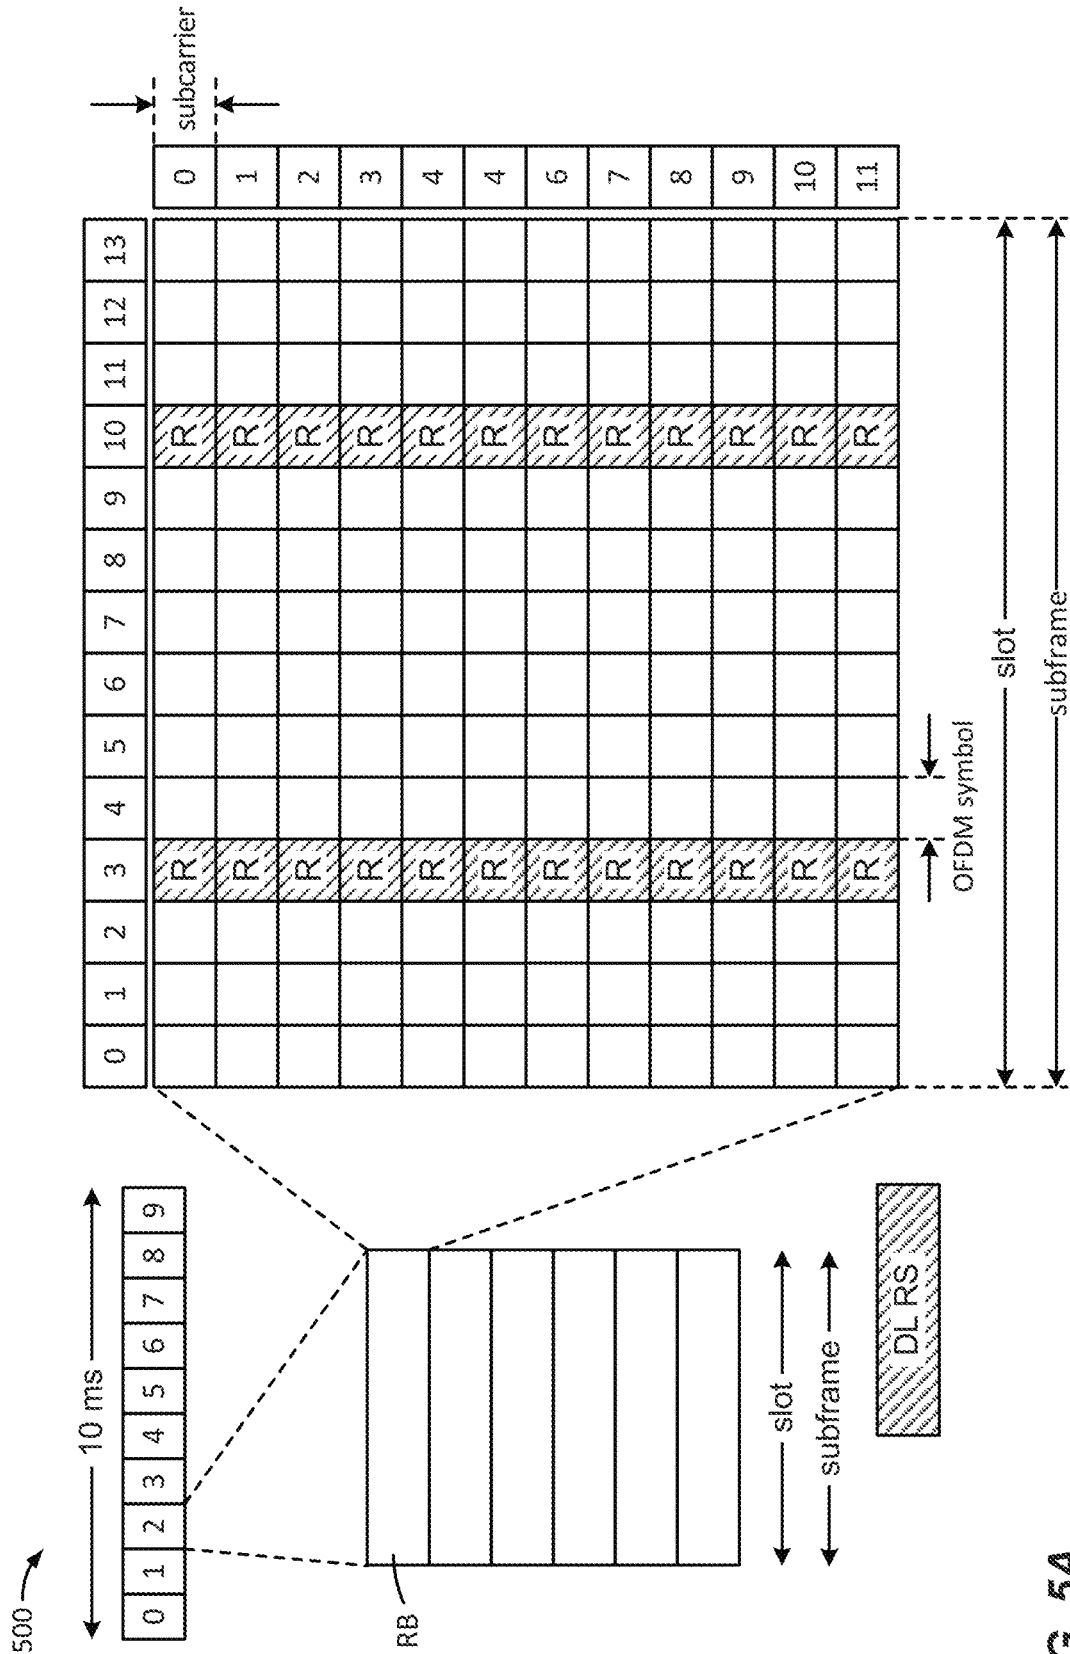 500
10 ms
0 1 2 3 4 5 6 7 8 9
RB
slot
subframe
DL RS
0 1 2 3 4 5 6 7 8 9 10 11 12 13
subcarrier
R R 0
R R 1
R R 2
R R 3
R R 4
R R 4
R R 6
R R 7
R R 8
R R 9
R R 10
R R 11
OFDM symbol
slot
subframe
5A